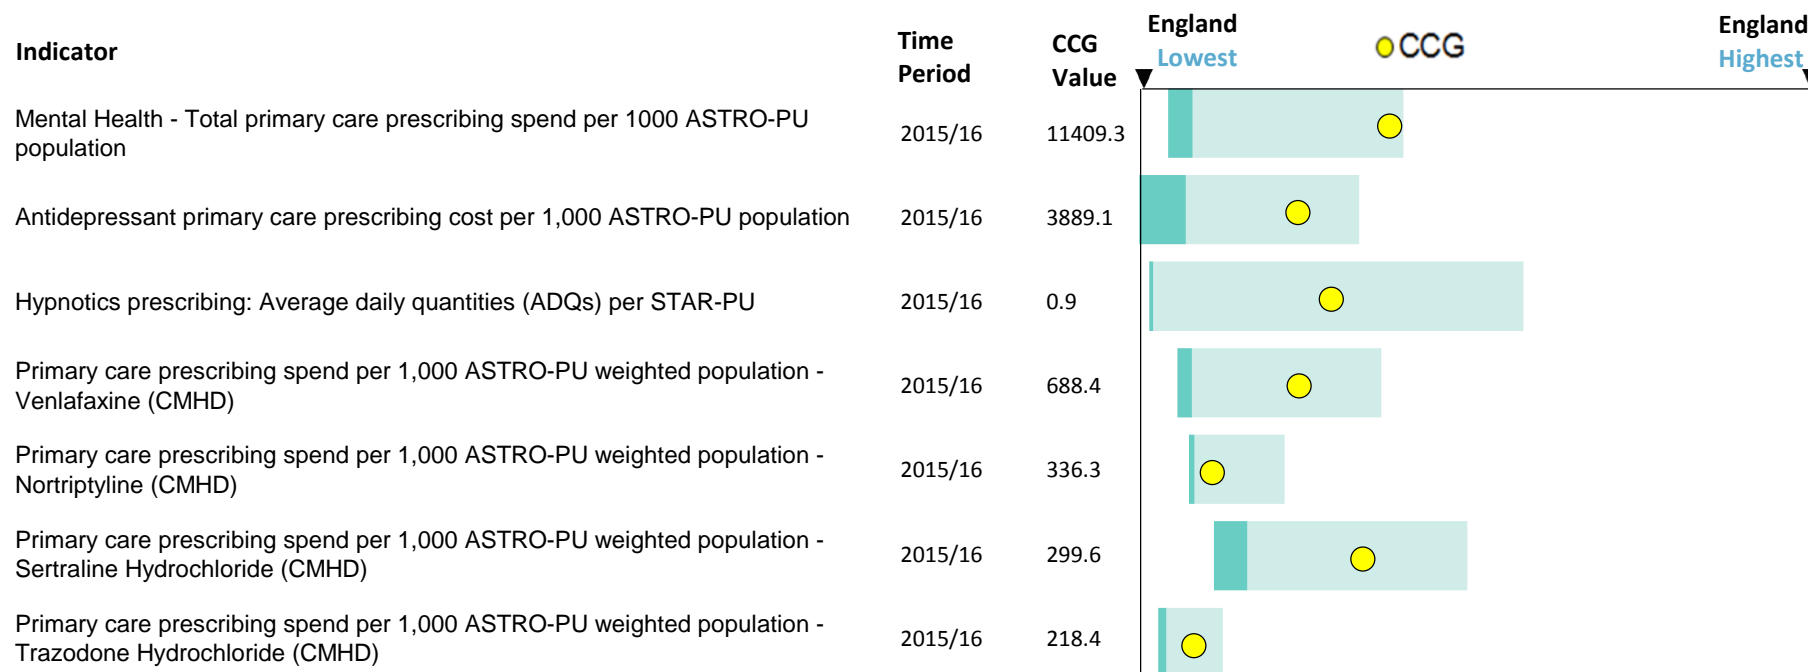 Indicator
Time
Period
CCG
Value
England
Lowest
CCG
England
Highest
Mental Health - Total primary care prescribing spend per 1000 ASTRO-PU
population
2015/16
11409.3
Antidepressant primary care prescribing cost per 1,000 ASTRO-PU population
2015/16
3889.1
Hypnotics prescribing: Average daily quantities (ADQs) per STAR-PU
2015/16
0.9
Primary care prescribing spend per 1,000 ASTRO-PU weighted population -
Venlafaxine (CMHD)
2015/16
688.4
Primary care prescribing spend per 1,000 ASTRO-PU weighted population -
Nortriptyline (CMHD)
2015/16
336.3
Primary care prescribing spend per 1,000 ASTRO-PU weighted population -
Sertraline Hydrochloride (CMHD)
2015/16
299.6
Primary care prescribing spend per 1,000 ASTRO-PU weighted population -
Trazodone Hydrochloride (CMHD)
2015/16
218.4